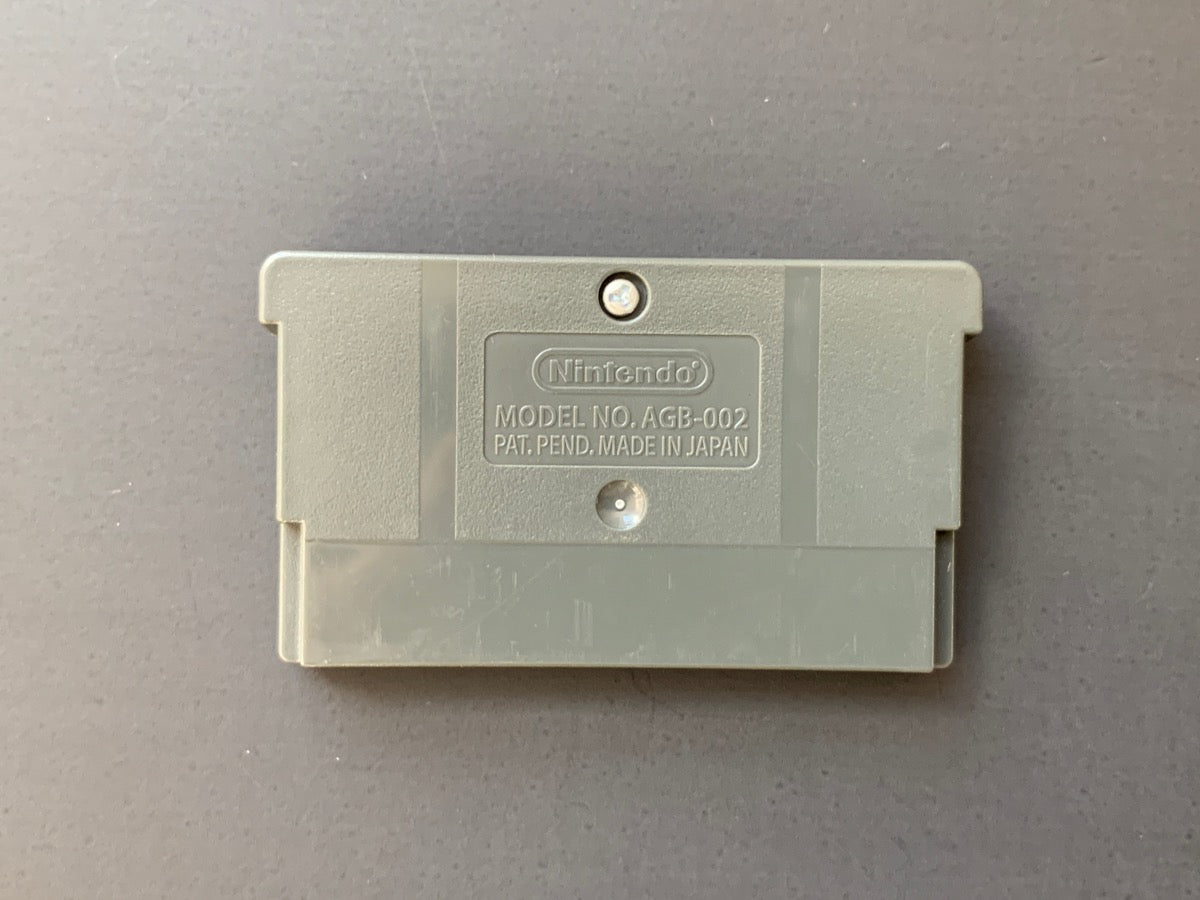 Nintendo®
MODEL NO. AGB-002
PAT. PEND. MADE IN JAPAN